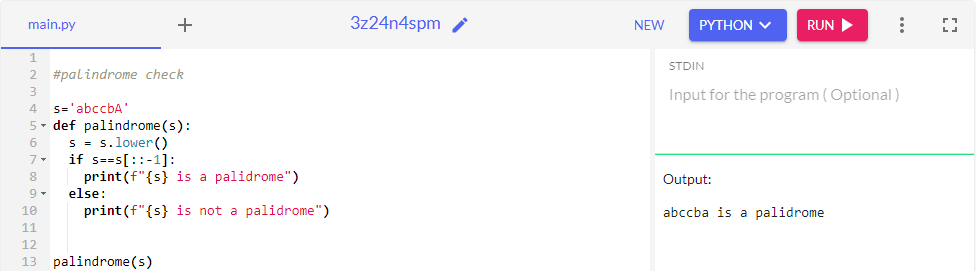 main.py + 3z24n4spm NEW PYTHON RUN
1
2 #palindrome check
3
4 s='abccbA'
5 def palindrome(s):
6   s = s.lower()
7   if s==s[::-1]:
8     print(f"{s} is a palidrome")
9   else:
10     print(f"{s} is not a palidrome")
11
12
13 palindrome(s)
STDIN
Input for the program ( Optional )
Output:
abccba is a palidrome